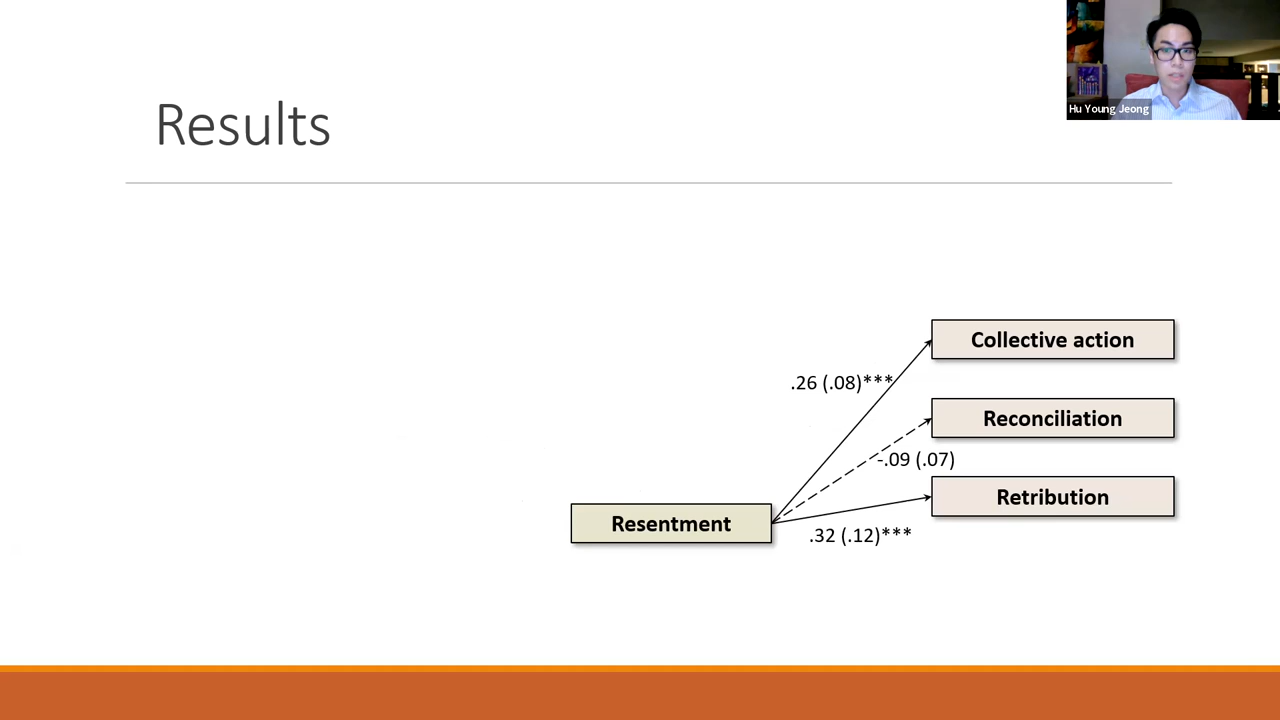 Hu Young Jeong
Results
Collective action
.26 (.08)***
Reconciliation
-.09 (.07)
Retribution
Resentment
.32 (.12)***